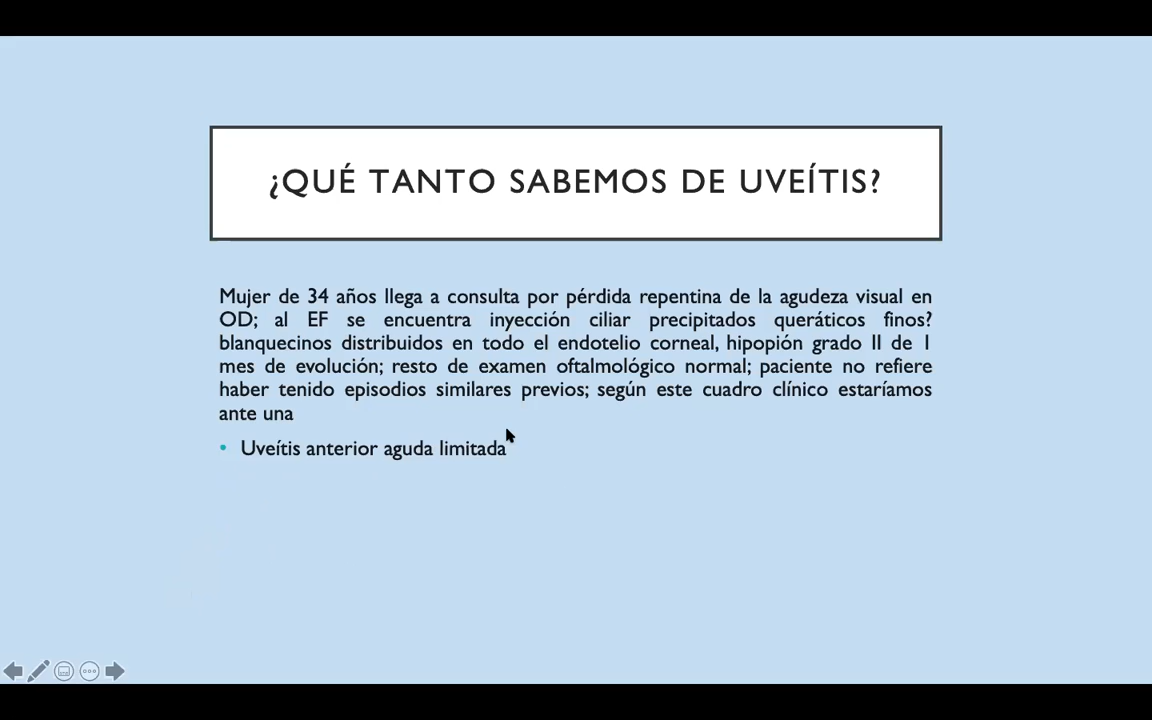 ¿QUÉ TANTO SABEMOS DE UVEÍTIS?
Mujer de 34 años llega a consulta por pérdida repentina de la agudeza visual en
OD; al EF se encuentra inyección ciliar precipitados queráticos finos?
blanquecinos distribuidos en todo el endotelio corneal, hipopión grado II de 1
mes de evolución; resto de examen oftalmológico normal; paciente no refiere
haber tenido episodios similares previos; según este cuadro clínico estaríamos
ante una
• Uveítis anterior aguda limitada